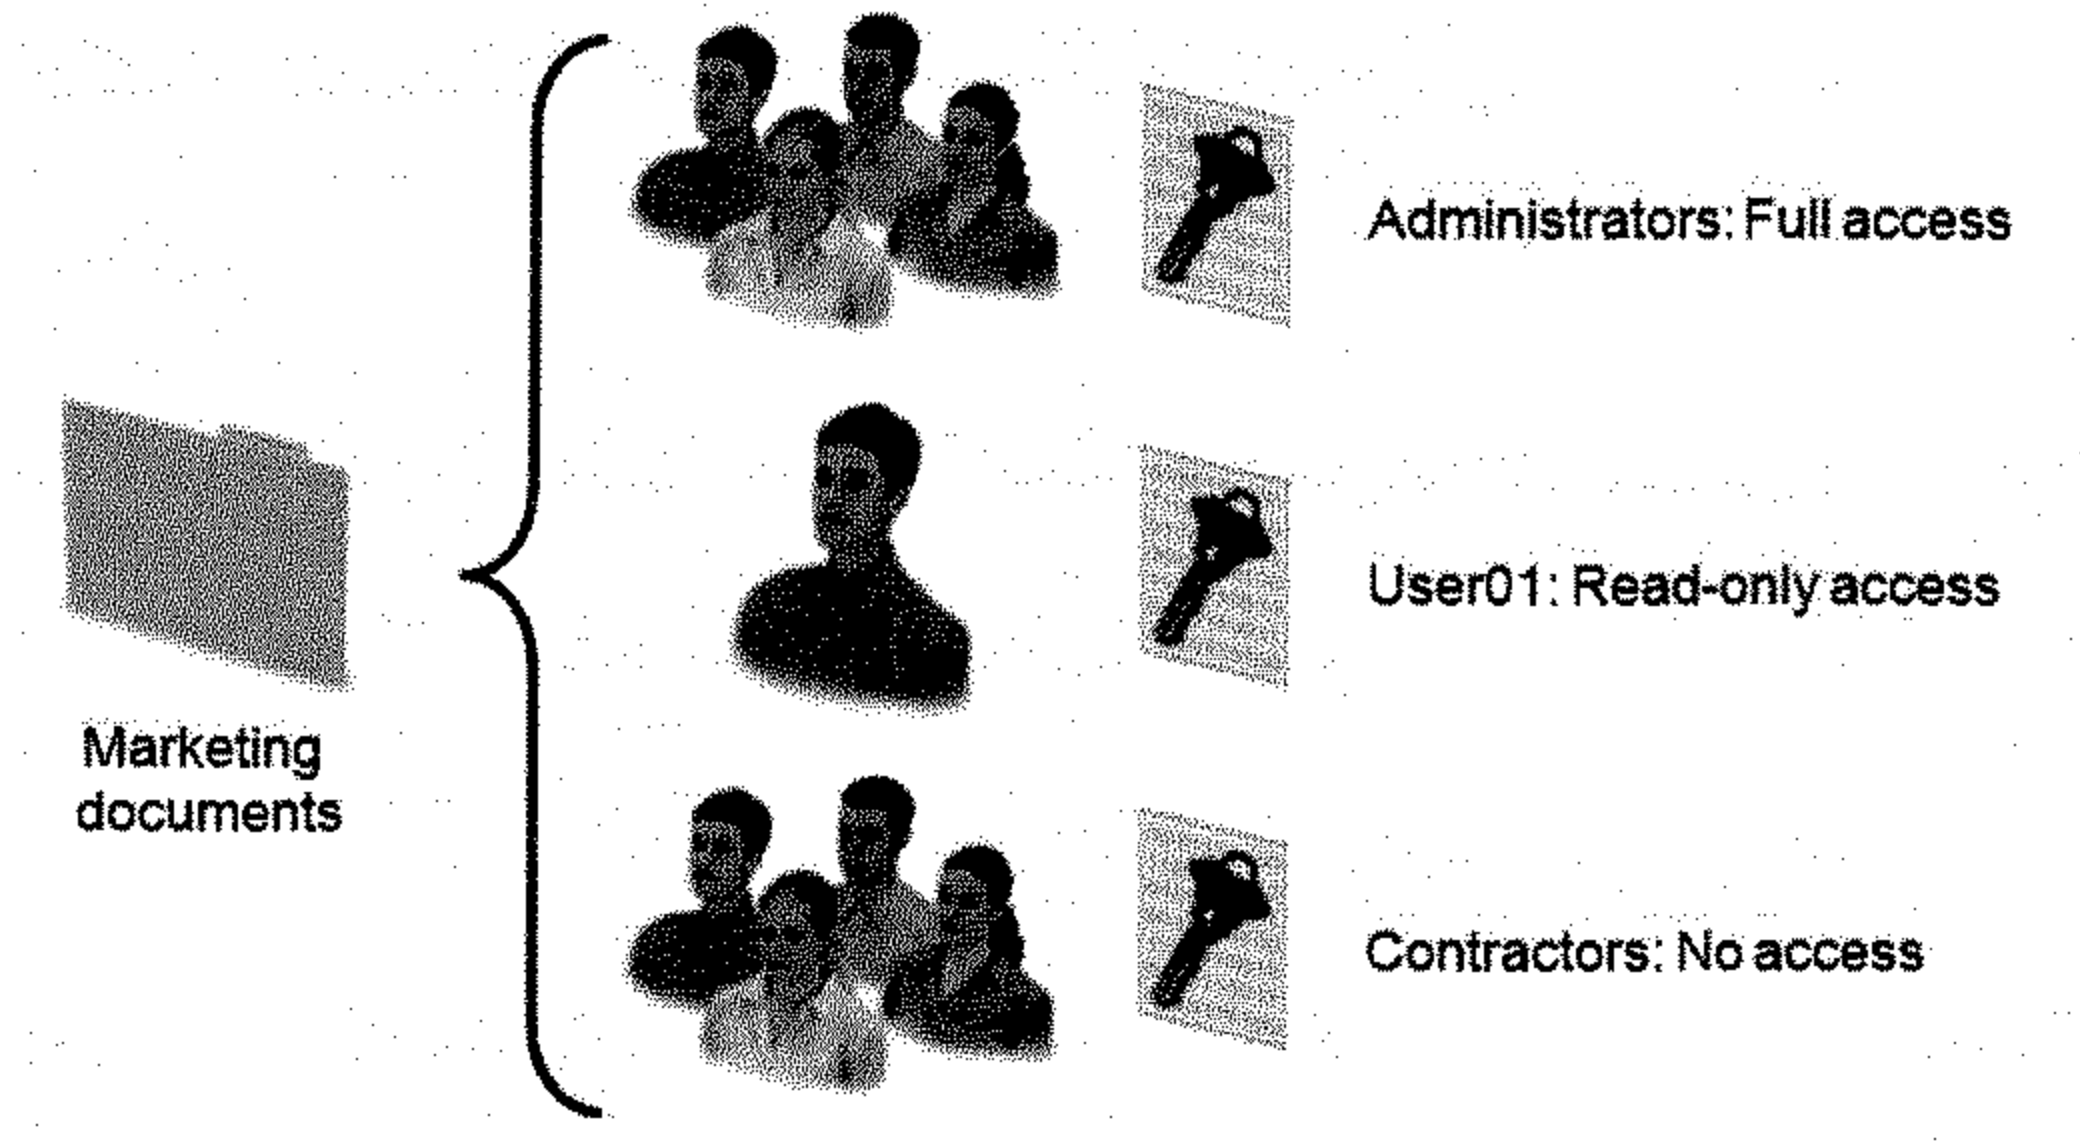 Administrators: Full access
User01: Read-only access
Marketing
documents
Contractors: No access